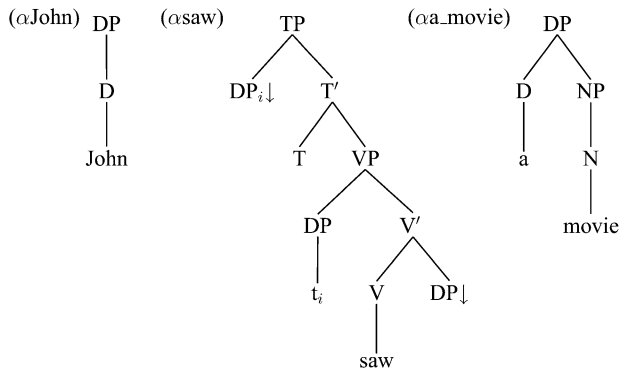 (αJohn) DP (αsaw) TP (αa_movie) DP
D DPᵢ↓ T′ D NP
John T VP a N
DP V′ movie
tᵢ V DP↓
saw